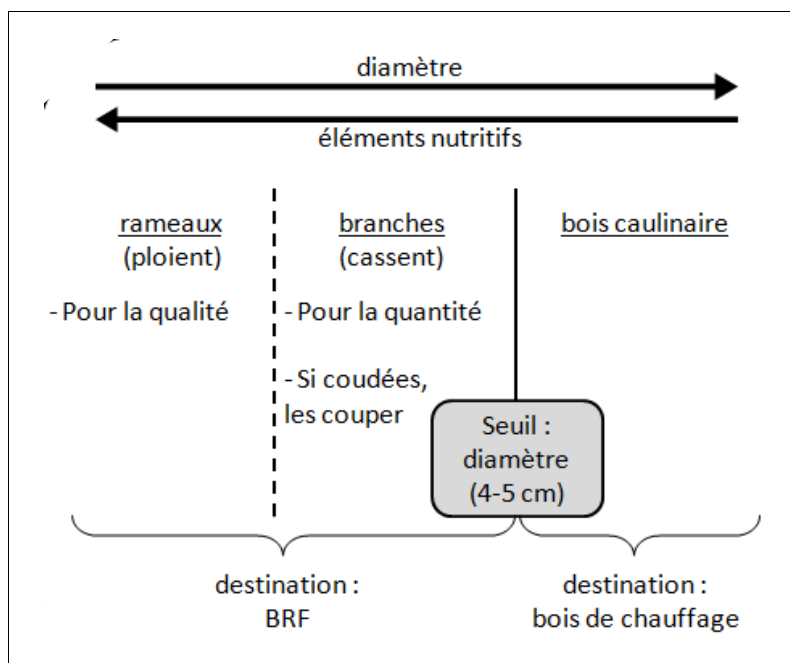 diamètre
éléments nutritifs
rameaux
(ploient)
- Pour la qualité
branches
(cassent)
- Pour la quantité
- Si coudées,
les couper
bois caulinaire
Seuil :
diamètre
(4-5 cm)
destination :
BRF
destination :
bois de chauffage